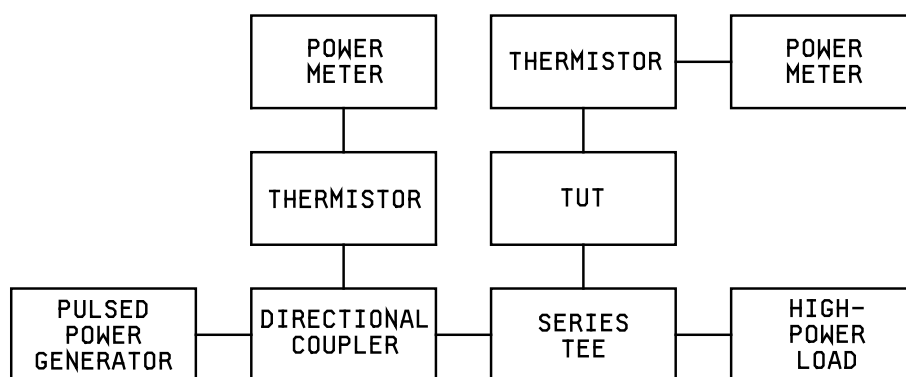 POWER
METER
THERMISTOR
POWER
METER
THERMISTOR
TUT
PULSED
POWER
GENERATOR
DIRECTIONAL
COUPLER
SERIES
TEE
HIGH-
POWER
LOAD